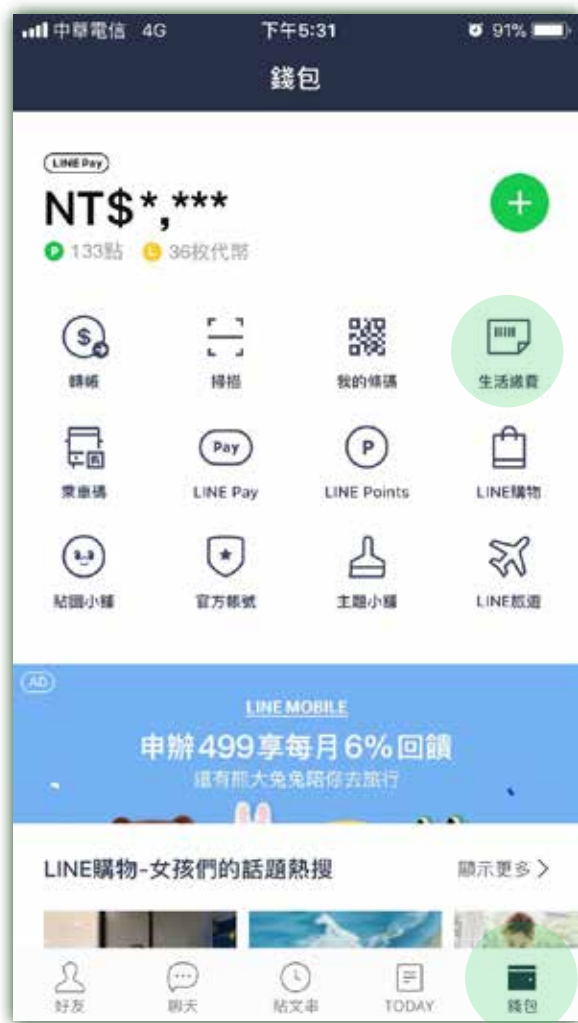 中華電信 4G 下午5:31 91%
錢包
LINE Pay
NT$*,***
P 133點 L 36枚代幣
轉帳 掃描 我的條碼 生活繳費
乘車碼 Pay LINE Pay P LINE Points LINE購物
貼圖小舖 官方帳號 主題小舖 LINE旅遊
AD
LINE MOBILE
申辦499享每月6%回饋
還有熊大兔兔陪你去旅行
LINE購物-女孩們的話題熱搜 顯示更多
好友 聊天 貼文串 TODAY 錢包